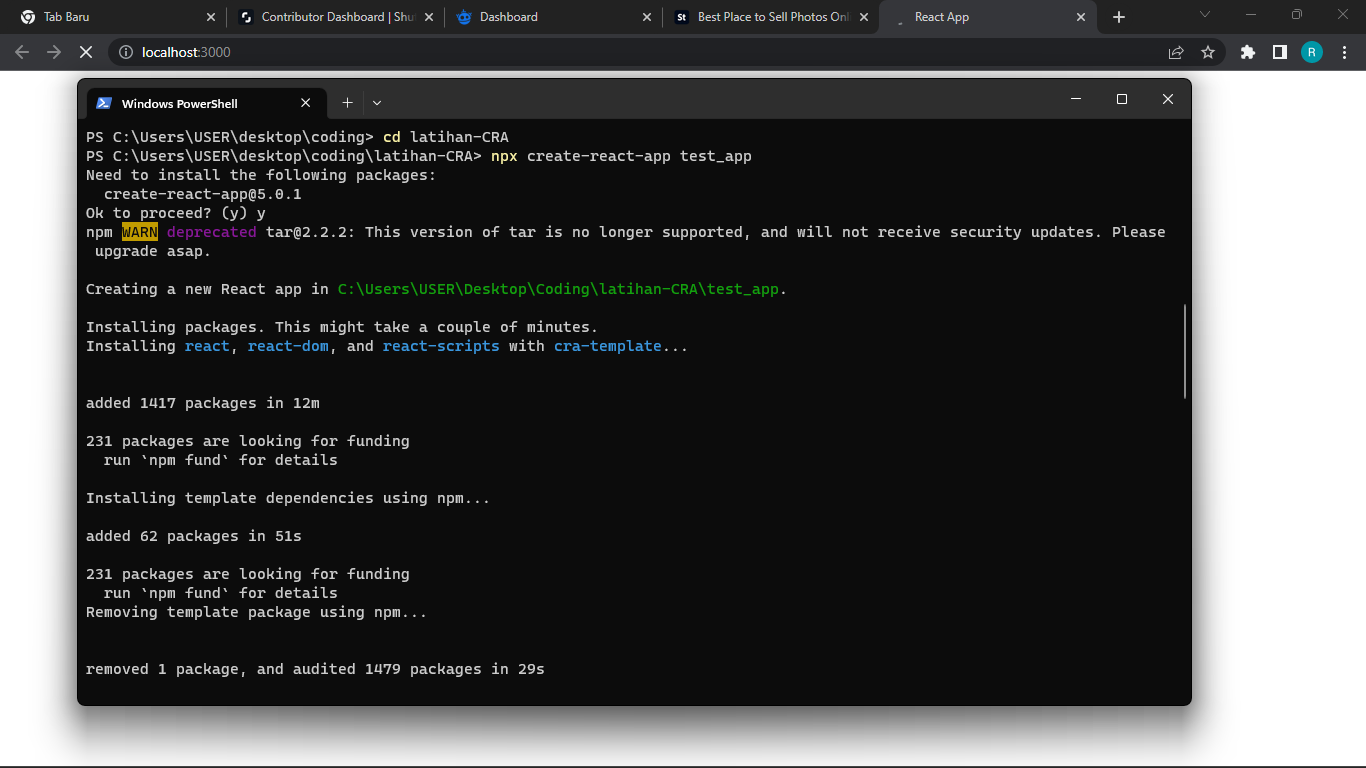 Tab Baru
Contributor Dashboard | Shu
Dashboard
St Best Place to Sell Photos Onli
React App
localhost:3000
R
Windows PowerShell
PS C:\Users\USER\desktop\coding> cd latihan-CRA
PS C:\Users\USER\desktop\coding\latihan-CRA> npx create-react-app test_app
Need to install the following packages:
  create-react-app@5.0.1
Ok to proceed? (y) y
npm WARN deprecated tar@2.2.2: This version of tar is no longer supported, and will not receive security updates. Please
 upgrade asap.
Creating a new React app in C:\Users\USER\Desktop\Coding\latihan-CRA\test_app.
Installing packages. This might take a couple of minutes.
Installing react, react-dom, and react-scripts with cra-template...
added 1417 packages in 12m
231 packages are looking for funding
  run `npm fund` for details
Installing template dependencies using npm...
added 62 packages in 51s
231 packages are looking for funding
  run `npm fund` for details
Removing template package using npm...
removed 1 package, and audited 1479 packages in 29s